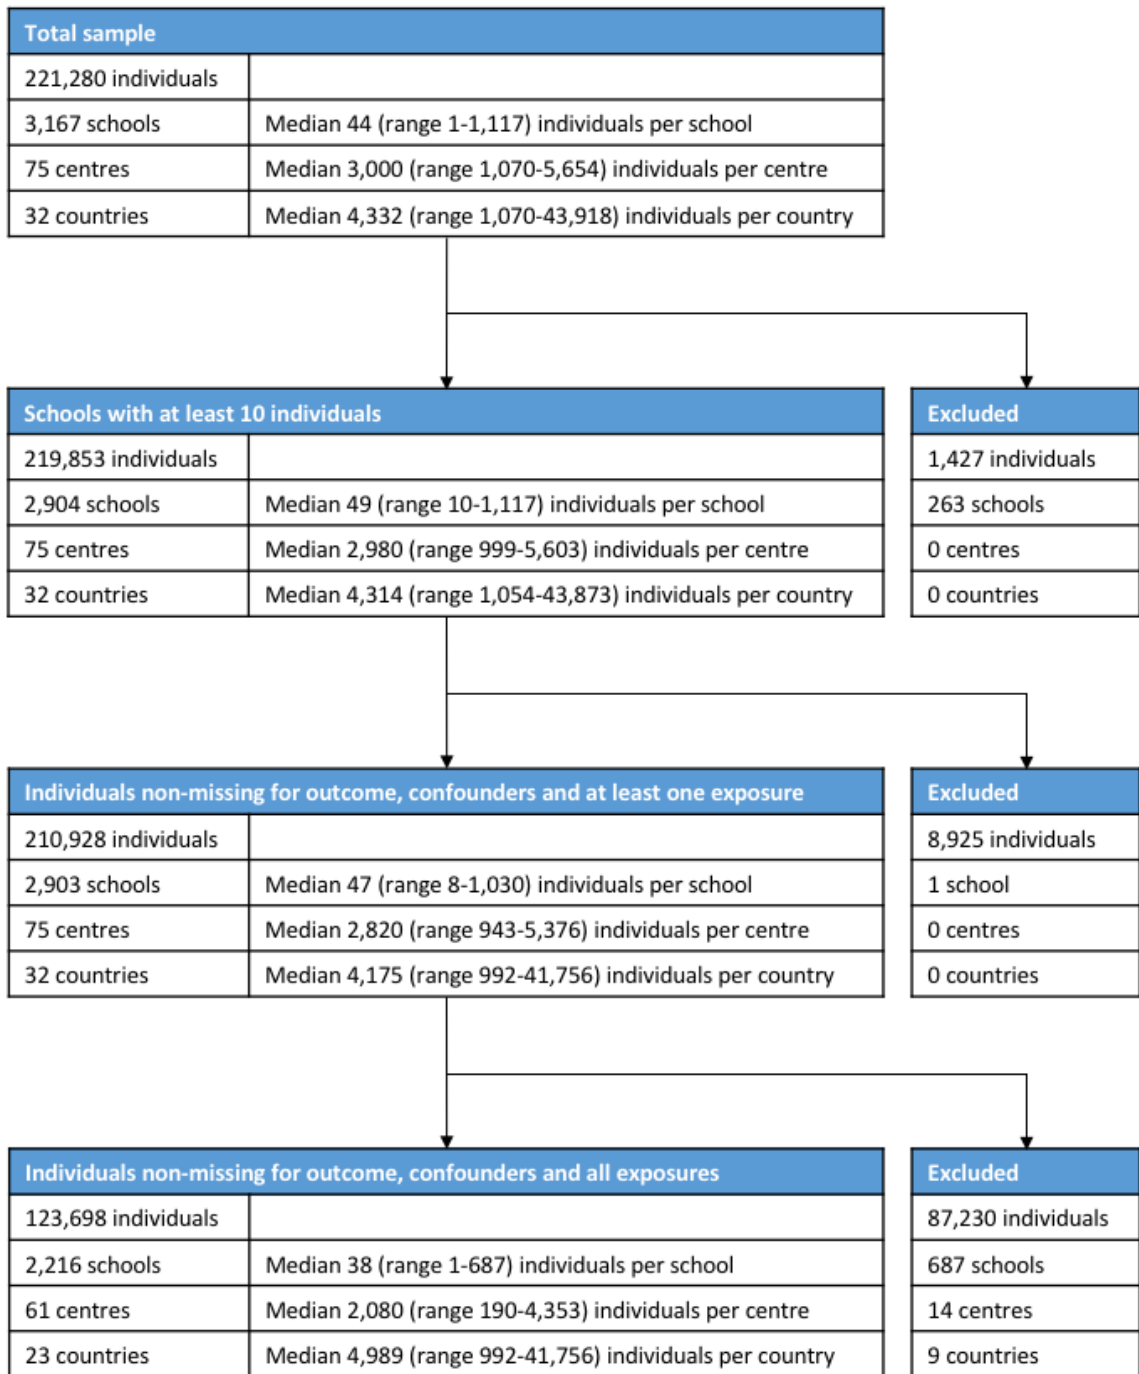 Total sample
221,280 individuals
3,167 schools Median 44 (range 1-1,117) individuals per school
75 centres Median 3,000 (range 1,070-5,654) individuals per centre
32 countries Median 4,332 (range 1,070-43,918) individuals per country
Schools with at least 10 individuals
219,853 individuals
2,904 schools Median 49 (range 10-1,117) individuals per school
75 centres Median 2,980 (range 999-5,603) individuals per centre
32 countries Median 4,314 (range 1,054-43,873) individuals per country
Excluded
1,427 individuals
263 schools
0 centres
0 countries
Individuals non-missing for outcome, confounders and at least one exposure
210,928 individuals
2,903 schools Median 47 (range 8-1,030) individuals per school
75 centres Median 2,820 (range 943-5,376) individuals per centre
32 countries Median 4,175 (range 992-41,756) individuals per country
Excluded
8,925 individuals
1 school
0 centres
0 countries
Individuals non-missing for outcome, confounders and all exposures
123,698 individuals
2,216 schools Median 38 (range 1-687) individuals per school
61 centres Median 2,080 (range 190-4,353) individuals per centre
23 countries Median 4,989 (range 992-41,756) individuals per country
Excluded
87,230 individuals
687 schools
14 centres
9 countries